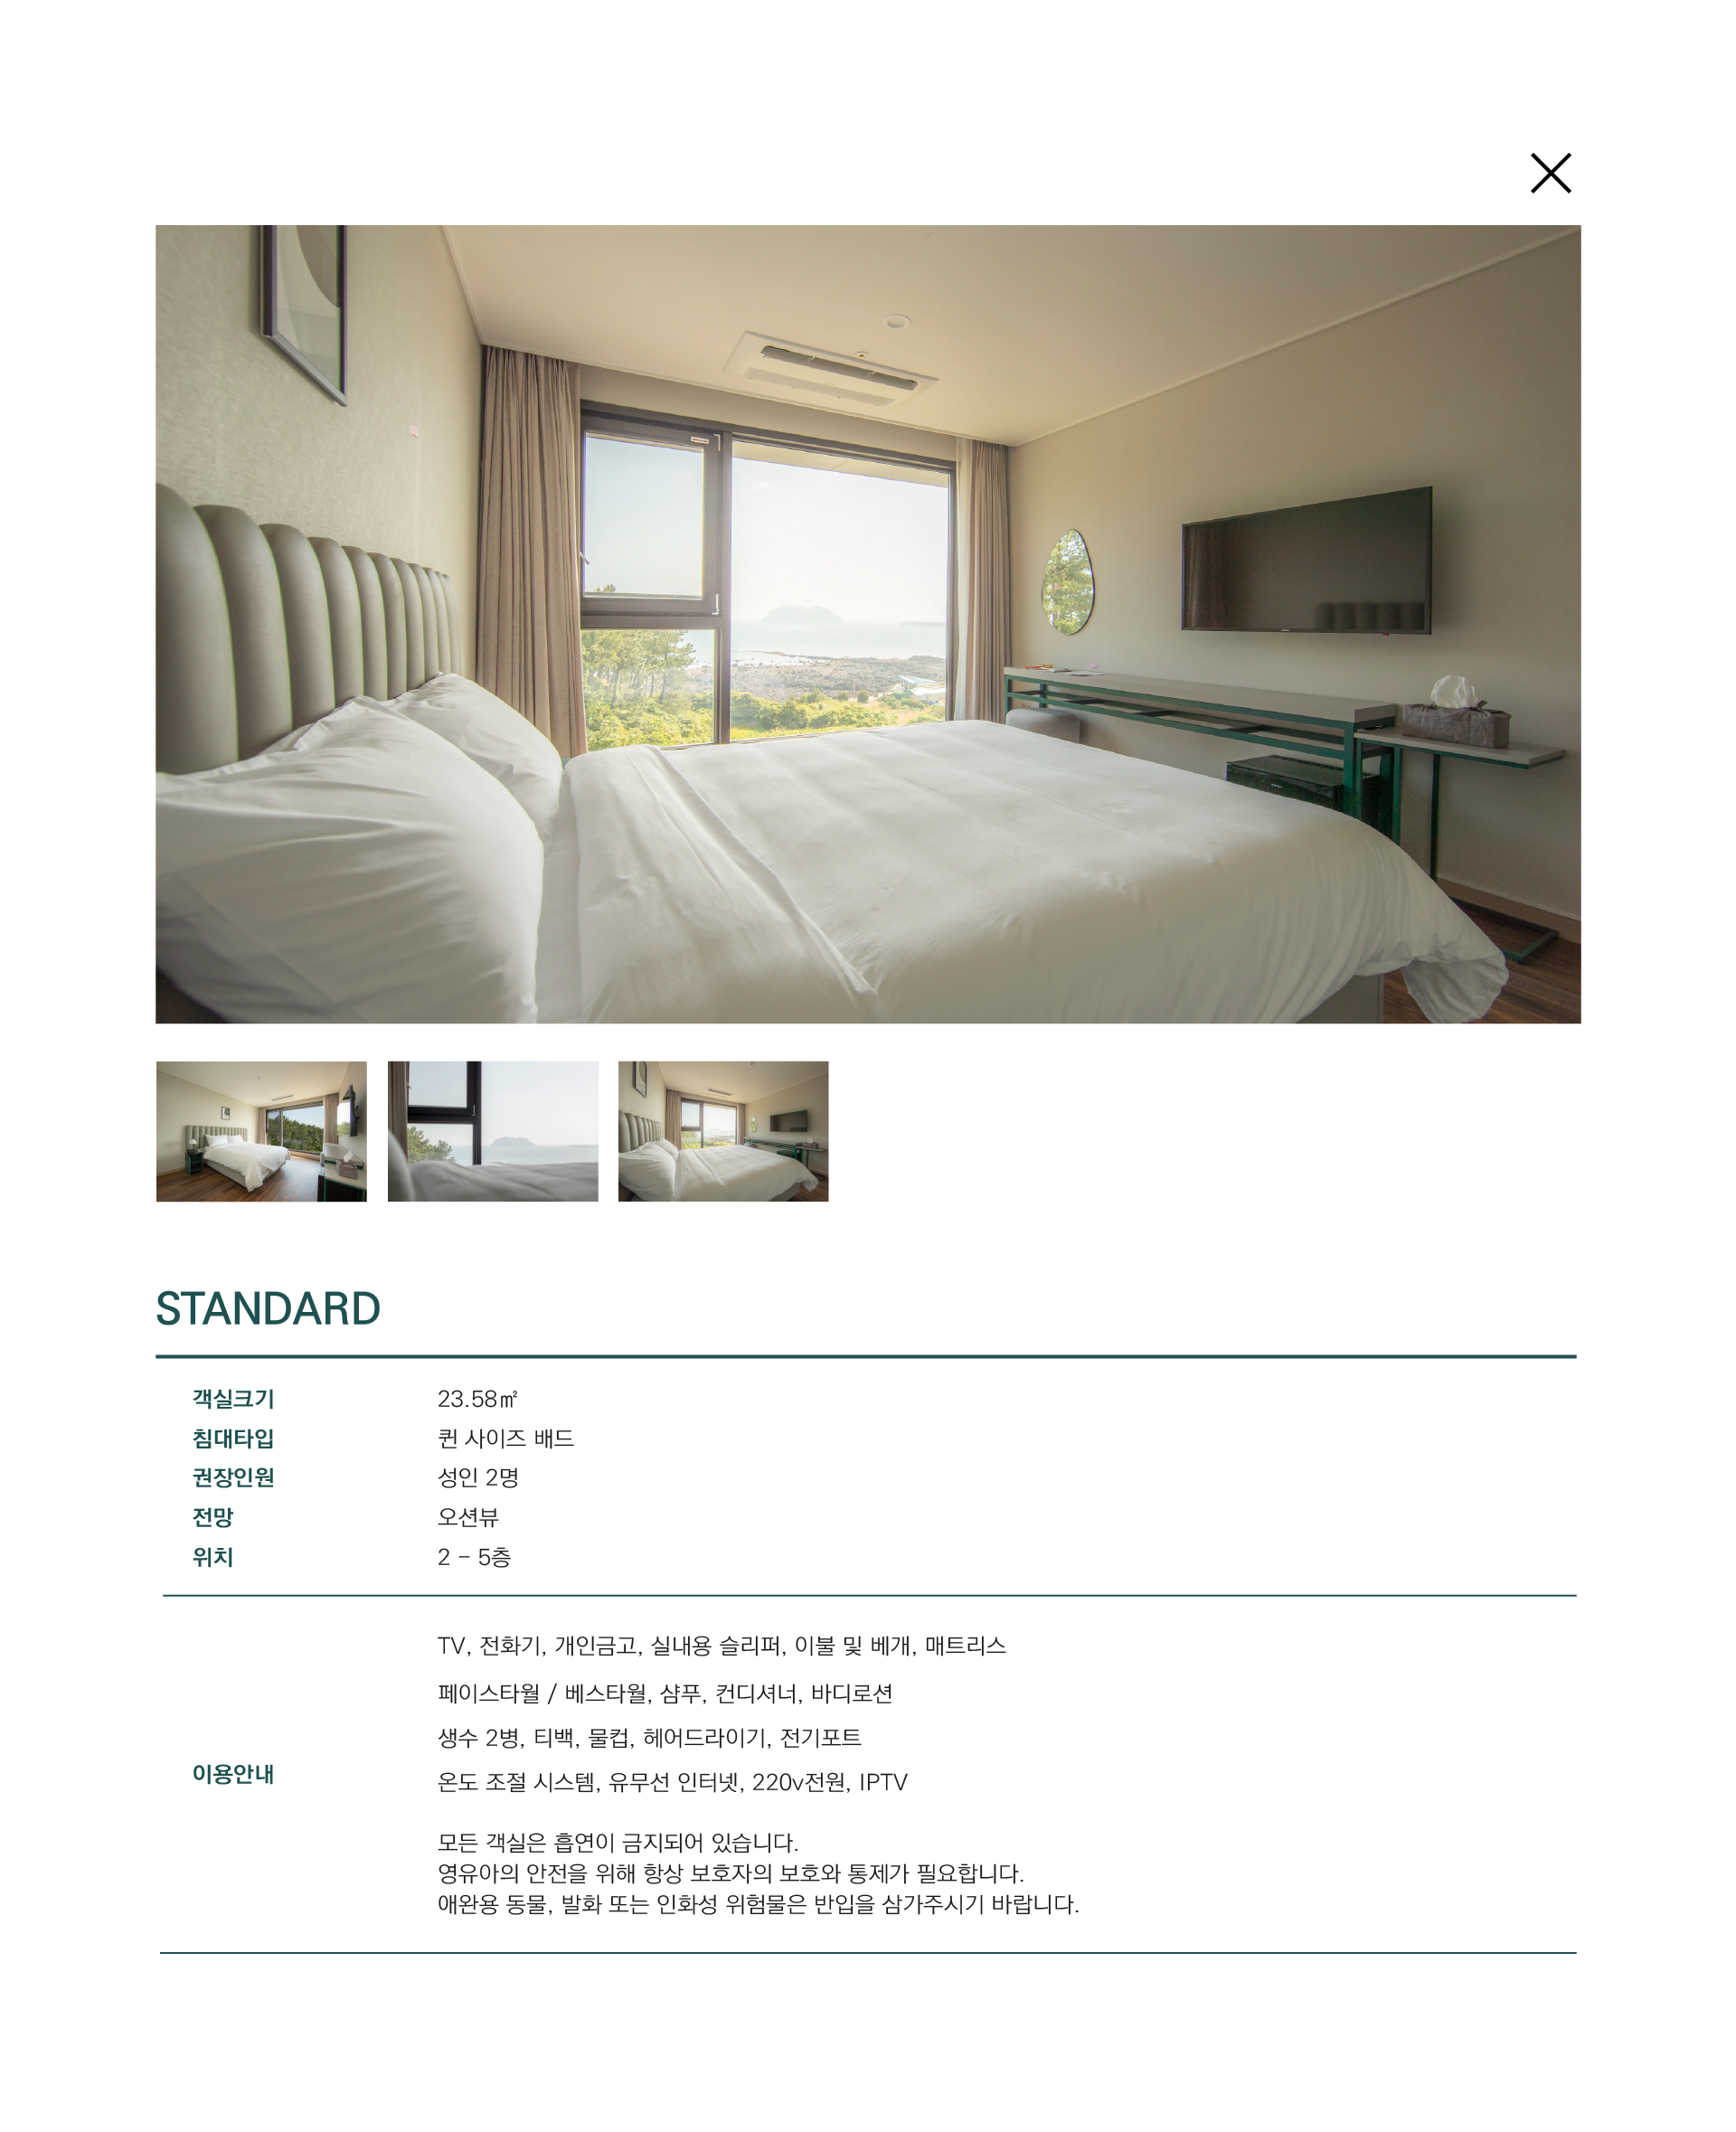 STANDARD
객실크기 23.58㎡
침대타입 퀸 사이즈 배드
권장인원 성인 2명
전망 오션뷰
위치 2 - 5층
이용안내
TV, 전화기, 개인금고, 실내용 슬리퍼, 이불 및 베개, 매트리스
페이스타월 / 베스타월, 샴푸, 컨디셔너, 바디로션
생수 2병, 티백, 물컵, 헤어드라이기, 전기포트
온도 조절 시스템, 유무선 인터넷, 220v전원, IPTV
모든 객실은 흡연이 금지되어 있습니다.
영유아의 안전을 위해 항상 보호자의 보호와 통제가 필요합니다.
애완용 동물, 발화 또는 인화성 위험물은 반입을 삼가주시기 바랍니다.